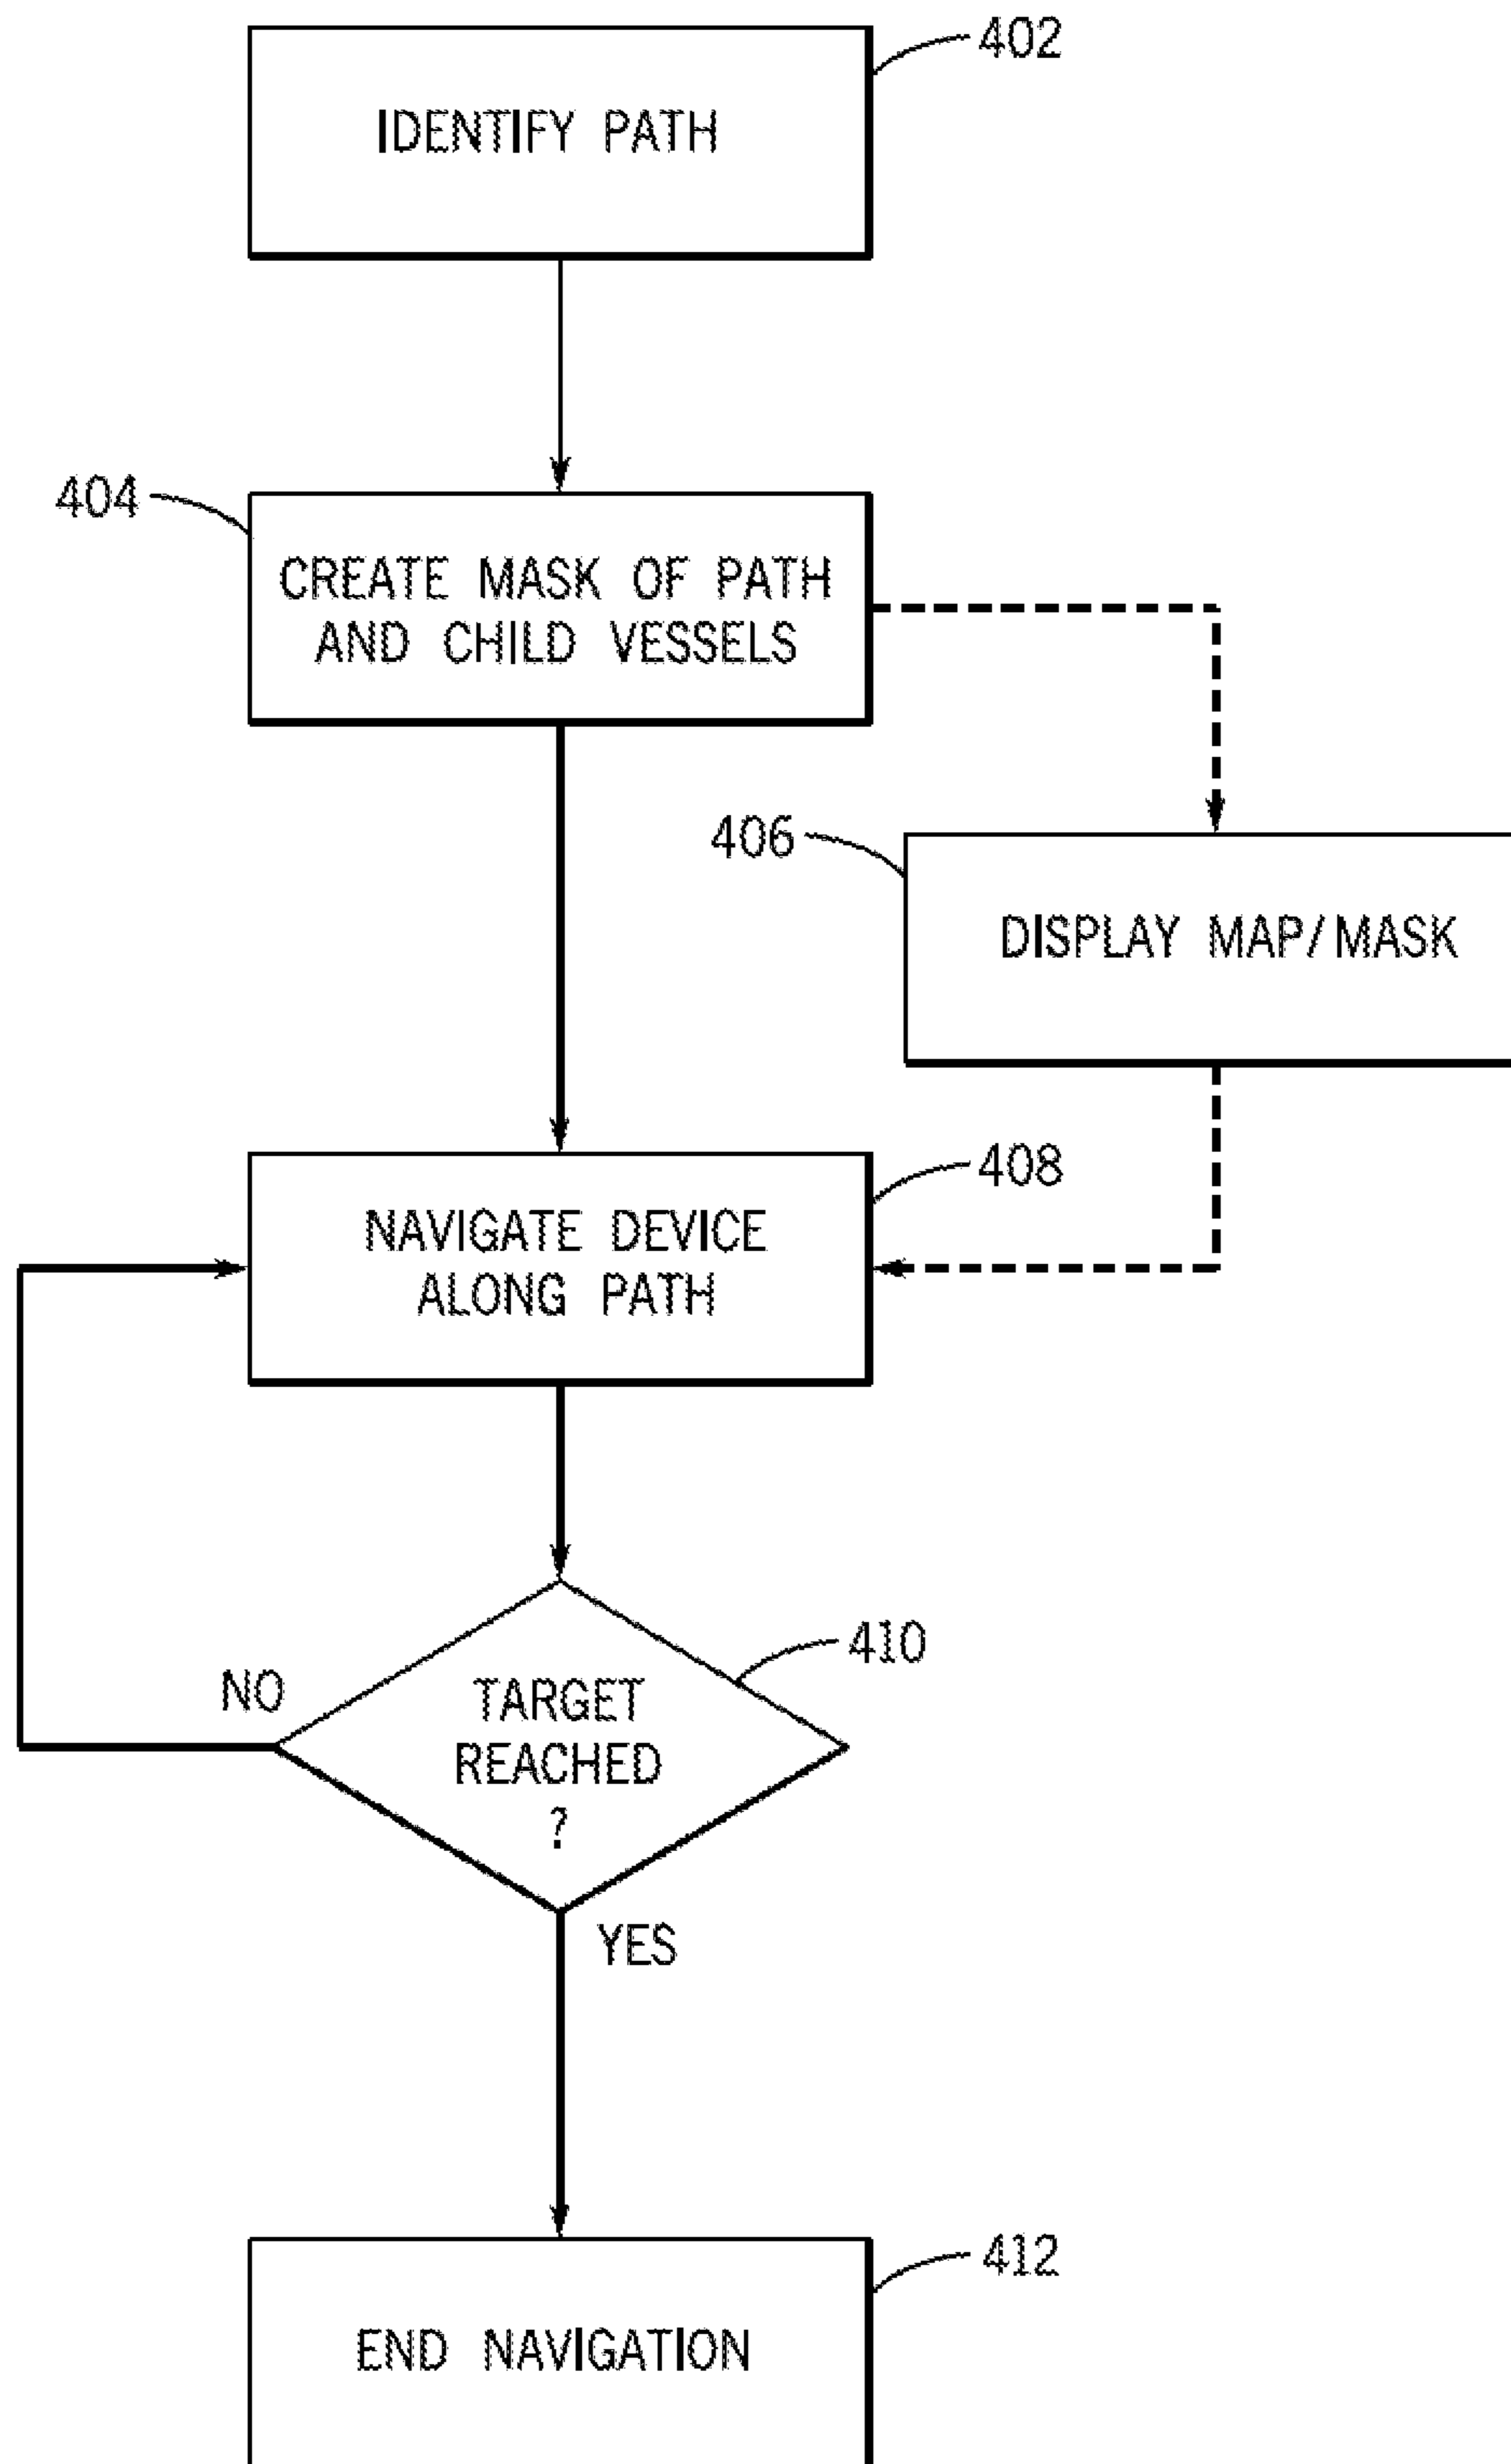 402
IDENTIFY PATH
404
CREATE MASK OF PATH
AND CHILD VESSELS
406
DISPLAY MAP/MASK
408
NAVIGATE DEVICE
ALONG PATH
410
NO
TARGET
REACHED
?
YES
412
END NAVIGATION